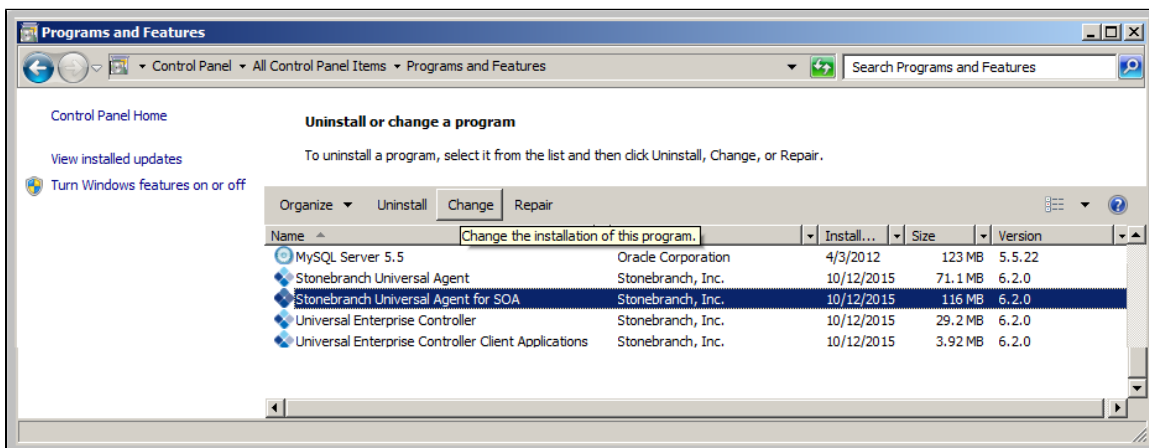 Programs and Features
Control Panel All Control Panel Items Programs and Features Search Programs and Features
Control Panel Home
View installed updates
Turn Windows features on or off
Uninstall or change a program
To uninstall a program, select it from the list and then click Uninstall, Change, or Repair.
Organize Uninstall Change Repair
Name Install... Size Version
Change the installation of this program.
MySQL Server 5.5 Oracle Corporation 4/3/2012 123 MB 5.5.22
Stonebranch Universal Agent Stonebranch, Inc. 10/12/2015 71.1 MB 6.2.0
Stonebranch Universal Agent for SOA Stonebranch, Inc. 10/12/2015 116 MB 6.2.0
Universal Enterprise Controller Stonebranch, Inc. 10/12/2015 29.2 MB 6.2.0
Universal Enterprise Controller Client Applications Stonebranch, Inc. 10/12/2015 3.92 MB 6.2.0